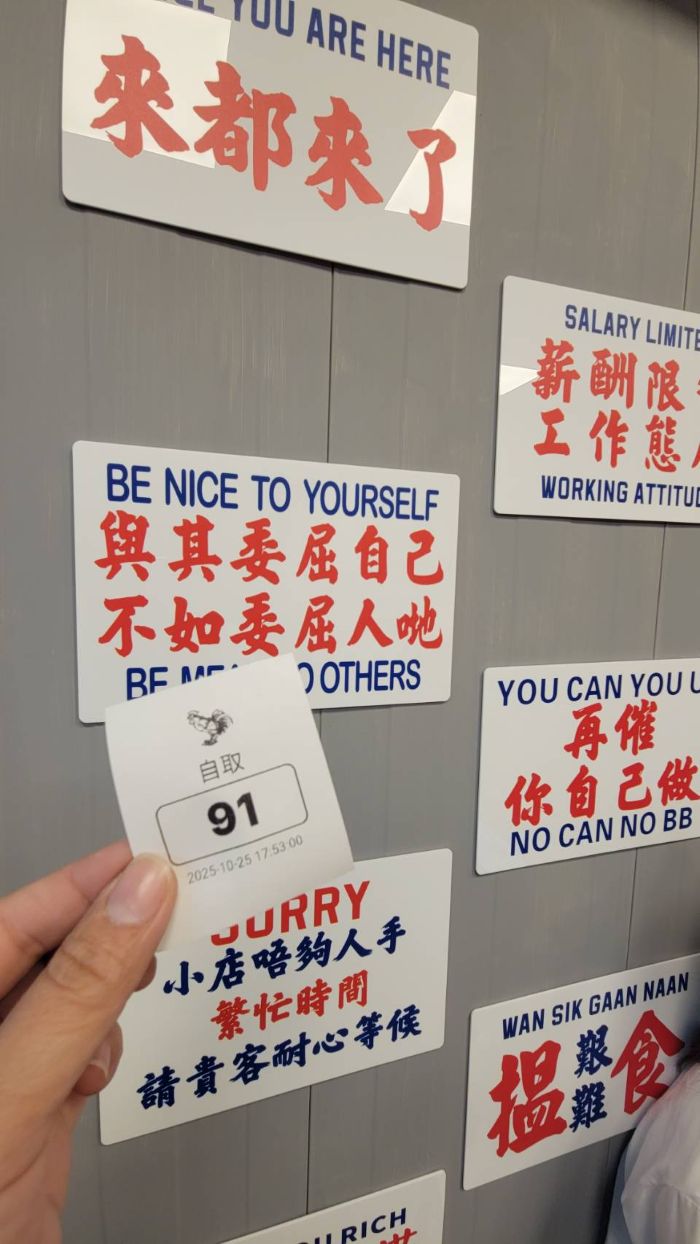 YOU ARE HERE
來都來了
SALARY LIMITE
薪酬限
工作態
WORKING ATTITUD
BE NICE TO YOURSELF
與其委屈自己
不如委屈人哋
BE TO OTHERS
自取
91
2025-10-25 17:53:00
YOU CAN YOU U
再催
你自己做
NO CAN NO BB
SORRY
小店唔夠人手
繁忙時間
請貴客耐心等候
WAN SIK GAAN NAAN
搵艱難食
RICH